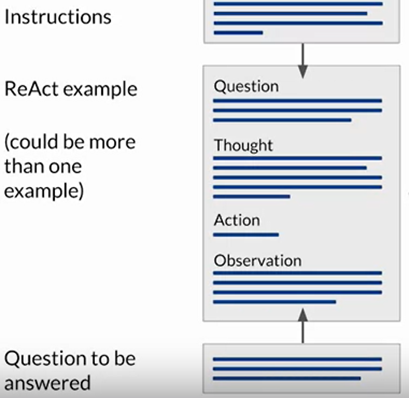 Instructions
ReAct example
Question
(could be more
than one
example)
Thought
Action
Observation
Question to be
answered